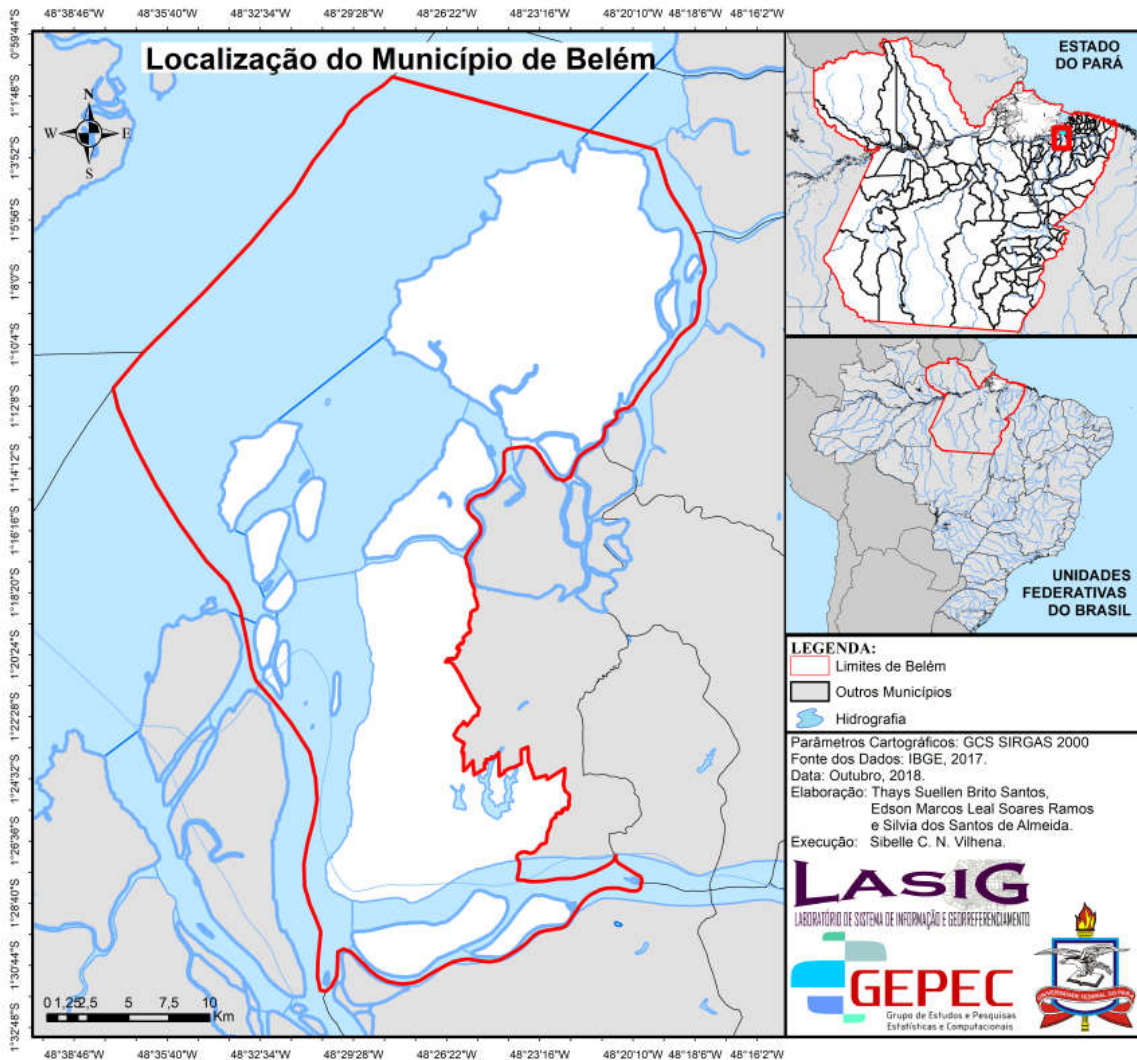 48°38'46"W 48°35'40"W 48°32'34"W 48°29'28"W 48°26'22"W 48°23'16"W 48°20'10"W 48°18'6"W 48°16'2"W
0°59'44"S
1°1'48"S
1°3'52"S
1°5'56"S
1°8'0"S
1°10'4"S
1°12'8"S
1°14'12"S
1°16'16"S
1°18'20"S
1°20'24"S
1°22'28"S
1°24'32"S
1°26'36"S
1°28'40"S
1°30'44"S
1°32'48"S
Localização do Município de Belém
N
W E
S
0 1,25 2,5 5 7,5 10
Km
48°38'46"W 48°35'40"W 48°32'34"W 48°29'28"W 48°26'22"W 48°23'16"W 48°20'10"W 48°18'6"W 48°16'2"W
ESTADO
DO PARÁ
UNIDADES
FEDERATIVAS
DO BRASIL
LEGENDA:
Limites de Belém
Outros Municípios
Hidrografia
Parâmetros Cartográficos: GCS SIRGAS 2000
Fonte dos Dados: IBGE, 2017.
Data: Outubro, 2018.
Elaboração: Thays Suellen Brito Santos,
Edson Marcos Leal Soares Ramos
e Silvia dos Santos de Almeida.
Execução: Sibelle C. N. Vilhena.
LASIG
LABORATÓRIO DE SISTEMA DE INFORMAÇÃO E GEORREFERENCIAMENTO
GEPEC
Grupo de Estudos e Pesquisas
Estatísticas e Computacionais
UNIVERSIDADE FEDERAL DO PARÁ